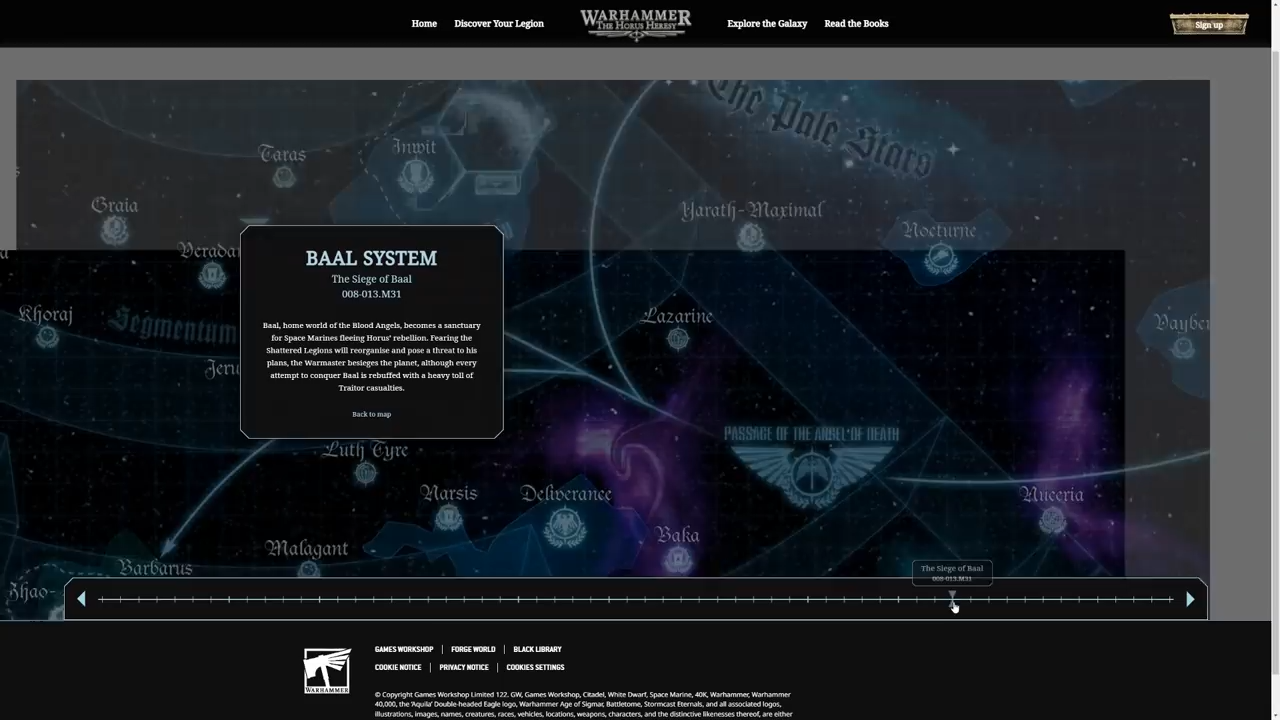 Home
Discover Your Legion
WARHAMMER
THE HORUS HERESY
Explore the Galaxy
Read the Books
Sign up
The Pale Stars
Taras
Inwit
Graia
Yarath-Maximal
Nocturne
Veradan
BAAL SYSTEM
The Siege of Baal
008-013.M31
Baal, home world of the Blood Angels, becomes a sanctuary
for Space Marines fleeing Horus' rebellion. Fearing the
Shattered Legions will reorganise and pose a threat to his
plans, the Warmaster besieges the planet, although every
attempt to conquer Baal is rebuffed with a heavy toll of
Traitor casualties.
Back to map
Khoraj
Segmentum
Jeru
Lazarine
PASSAGE OF THE ANGEL OF DEATH
Luth Tyre
Narsis
Deliverance
Nuceria
Baka
Malagant
Barbarus
Zhao-
The Siege of Baal
008-013.M31
WARHAMMER
GAMES WORKSHOP
FORGE WORLD
BLACK LIBRARY
COOKIE NOTICE
PRIVACY NOTICE
COOKIES SETTINGS
© Copyright Games Workshop Limited 122. GW, Games Workshop, Citadel, White Dwarf, Space Marine, 40K, Warhammer, Warhammer
40,000, the 'Aquila' Double-headed Eagle logo, Warhammer Age of Sigmar, Battletome, Stormcast Eternals, and all associated logos,
illustrations, images, names, creatures, races, vehicles, locations, weapons, characters, and the distinctive likenesses thereof, are either